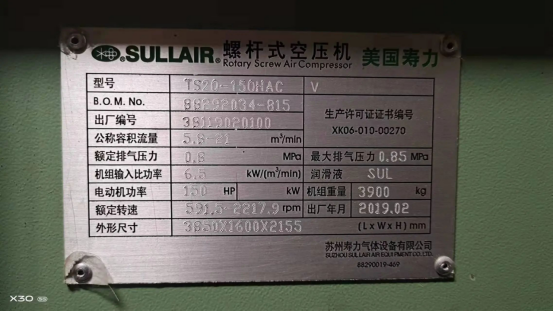 SULLAIR® 螺杆式空压机 美国寿力
Rotary Screw Air Compressor
型号 TS20-150HAC V
B.O.M. No. 88292034-815
出厂编号
公称容积流量 m³/min
额定排气压力 0.8 MPa
机组输入比功率 kW/(m³/min)
电动机功率 150 HP kW
额定转速 rpm
外形尺寸 3850X1600X2155 (L x W x H) mm
生产许可证证书编号
XK06-010-00270
最大排气压力 0.85 MPa
润滑液 SUL
机组重量 3900 kg
出厂年月 2019.02
苏州寿力气体设备有限公司
SUZHOU SULLAIR AIR EQUIPMENT CO.LTD.
88290019-469
X30